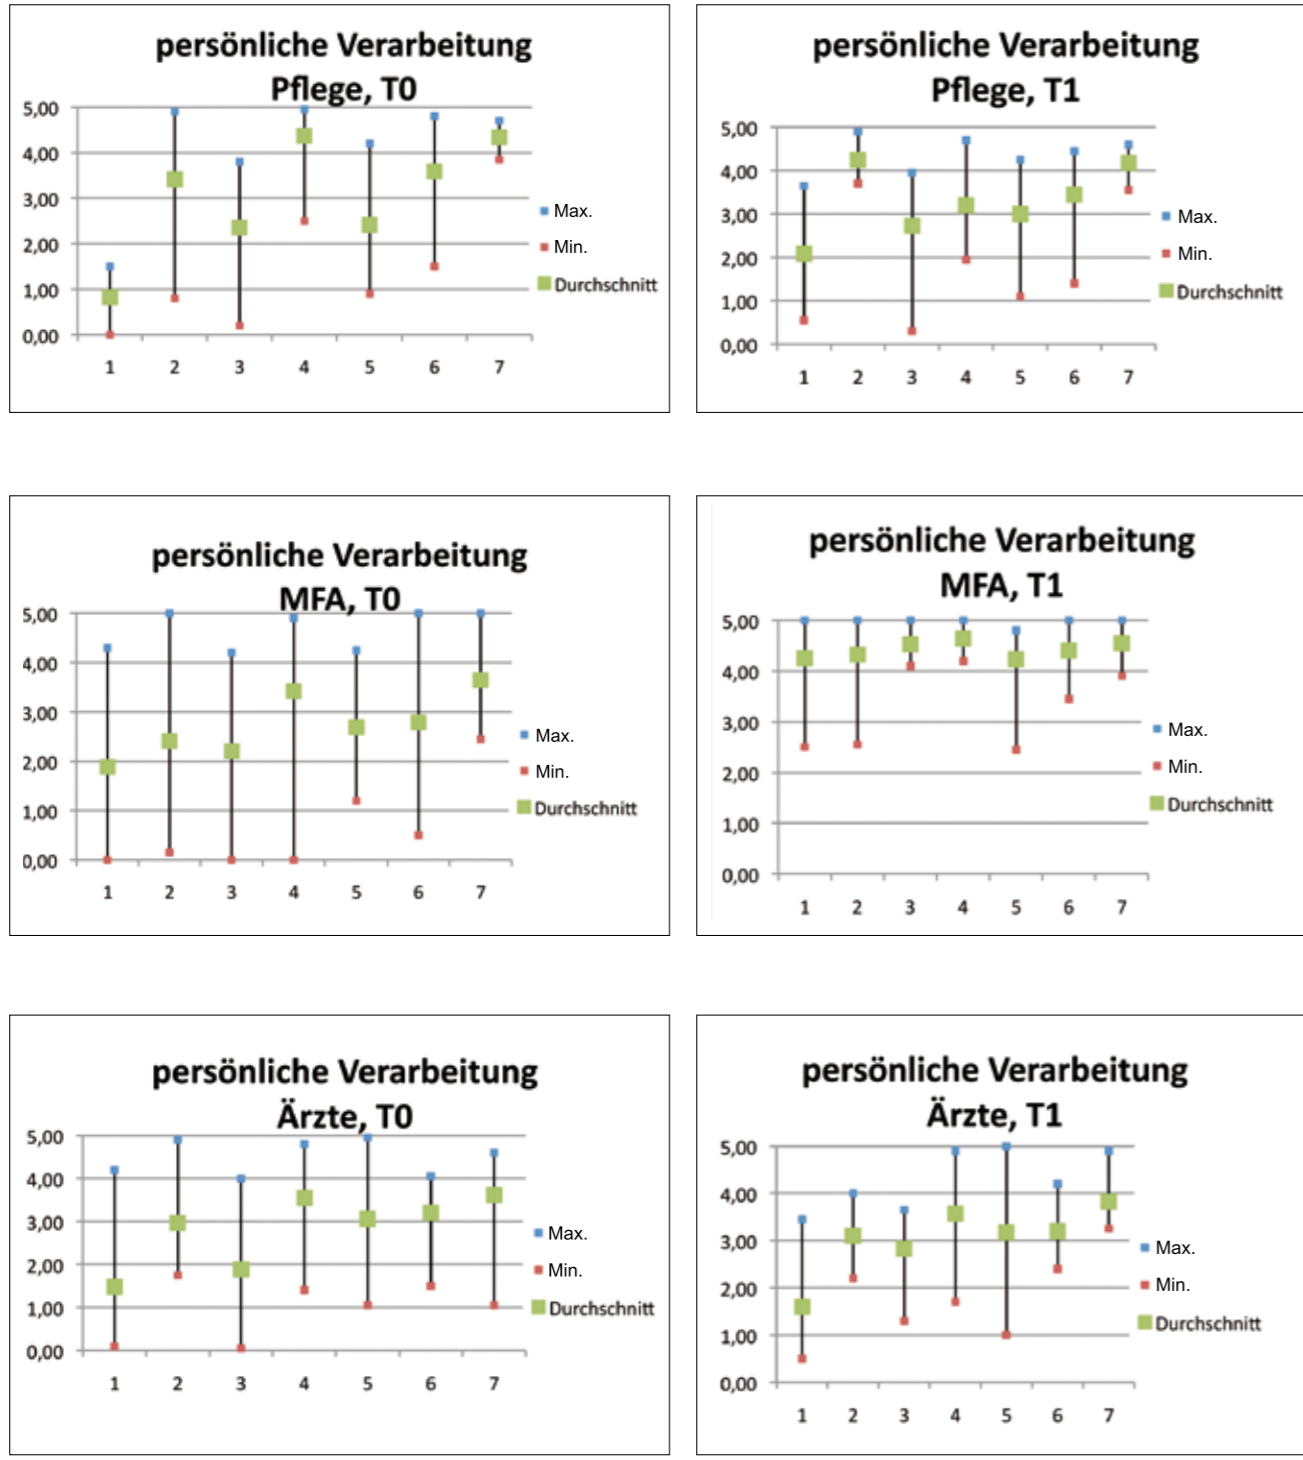 persönliche Verarbeitung
Pflege, T0
5,00
4,00
3,00
2,00
1,00
0,00
1 2 3 4 5 6 7
Max.
Min.
Durchschnitt
persönliche Verarbeitung
Pflege, T1
5,00
4,00
3,00
2,00
1,00
0,00
1 2 3 4 5 6 7
Max.
Min.
Durchschnitt
persönliche Verarbeitung
MFA, T0
5,00
4,00
3,00
2,00
1,00
0,00
1 2 3 4 5 6 7
Max.
Min.
Durchschnitt
persönliche Verarbeitung
MFA, T1
5,00
4,00
3,00
2,00
1,00
0,00
1 2 3 4 5 6 7
Max.
Min.
Durchschnitt
persönliche Verarbeitung
Ärzte, T0
5,00
4,00
3,00
2,00
1,00
0,00
1 2 3 4 5 6 7
Max.
Min.
Durchschnitt
persönliche Verarbeitung
Ärzte, T1
5,00
4,00
3,00
2,00
1,00
0,00
1 2 3 4 5 6 7
Max.
Min.
Durchschnitt